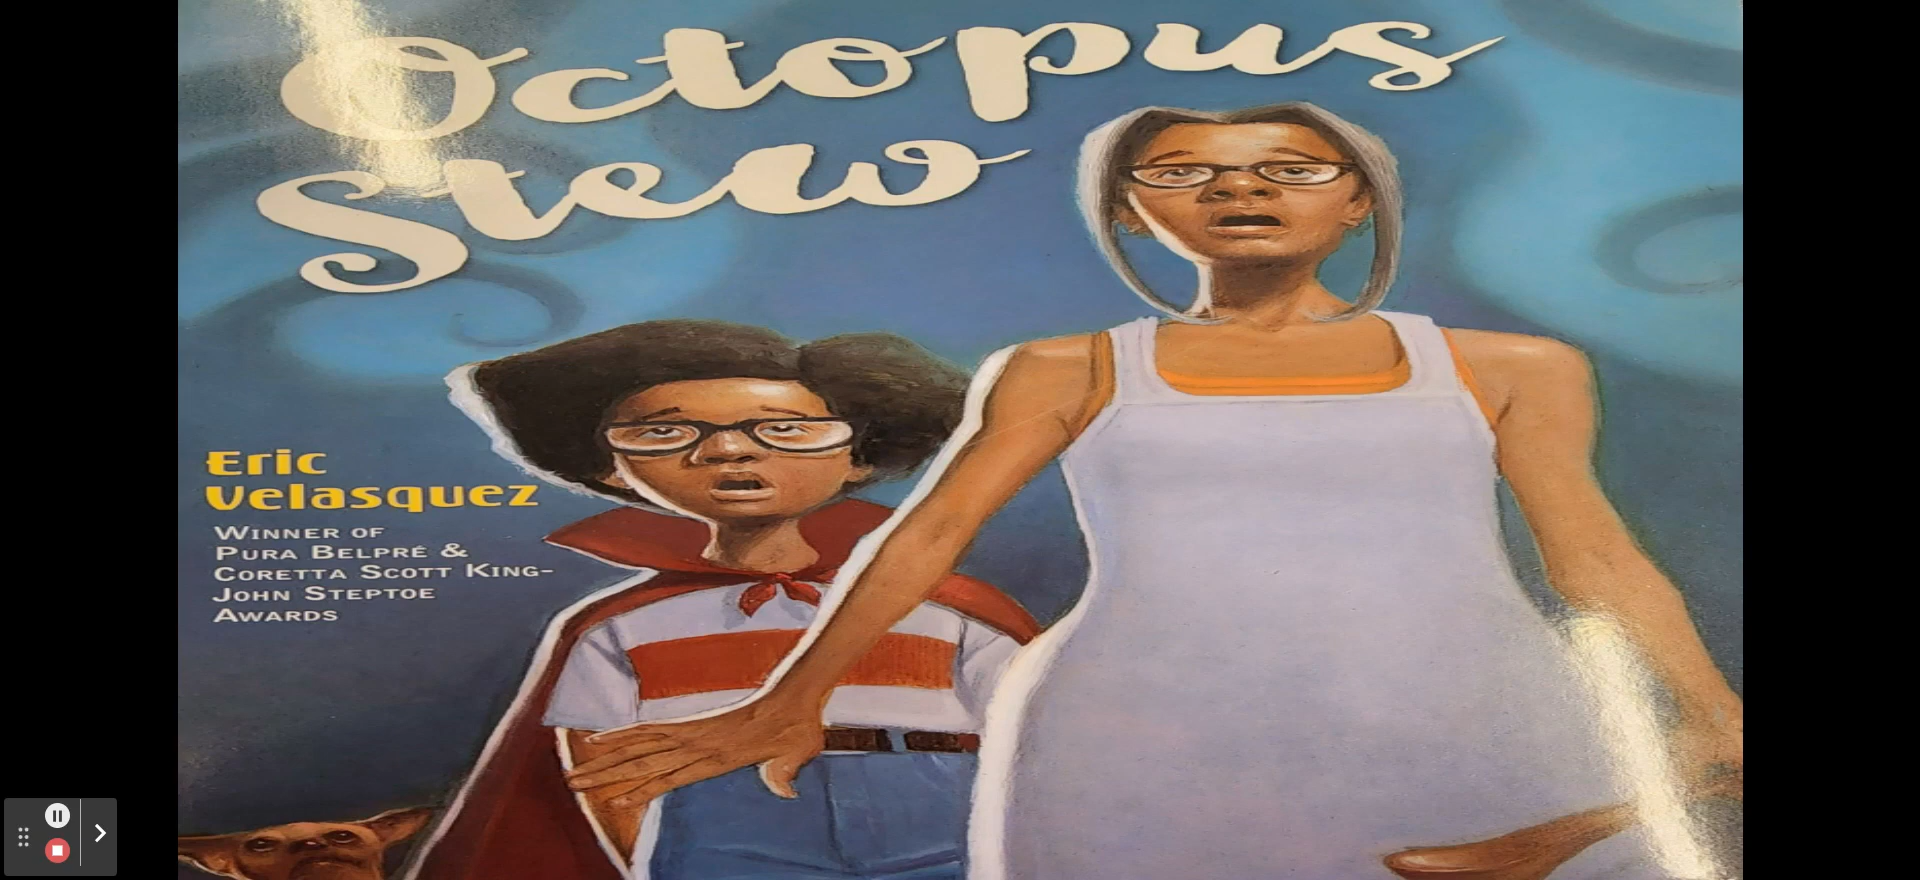 Octopus
Stew
Eric
Velasquez
WINNER OF
PURA BELPRÉ &
CORETTA SCOTT KING-
JOHN STEPTOE
AWARDS